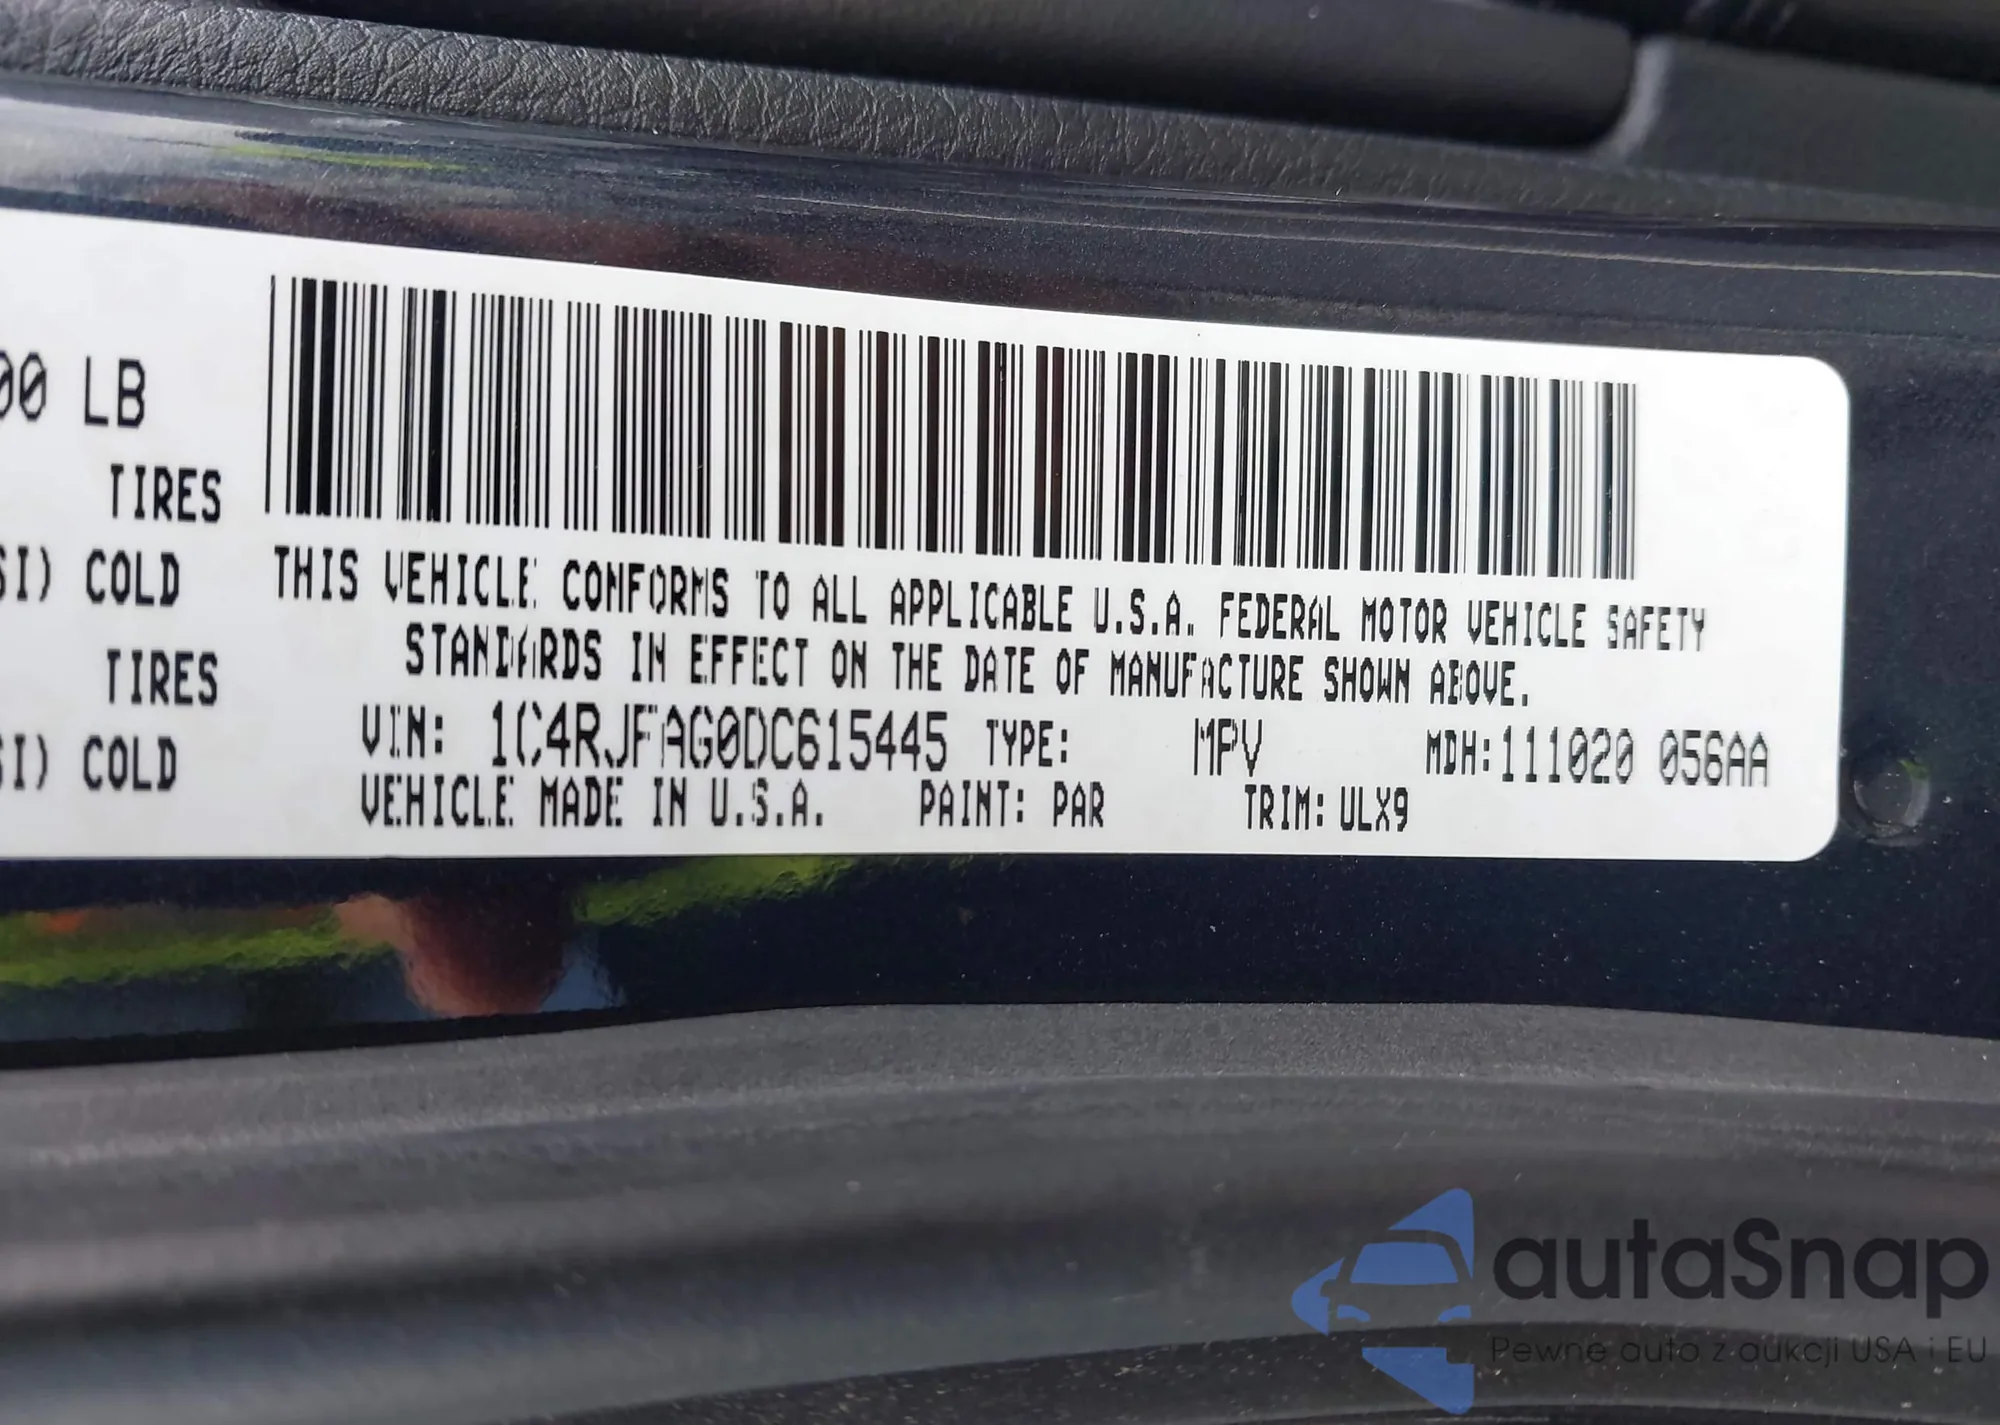 00 LB
TIRES
SI) COLD
TIRES
SI) COLD
THIS VEHICLE CONFORMS TO ALL APPLICABLE U.S.A. FEDERAL MOTOR VEHICLE SAFETY
STANDARDS IN EFFECT ON THE DATE OF MANUFACTURE SHOWN ABOVE.
VIN: 1C4RJFAG0DC615445 TYPE: MPV MDH:111020 056AA
VEHICLE MADE IN U.S.A. PAINT: PAR TRIM: ULX9
autaSnap
Pewne auto z aukcji USA i EU